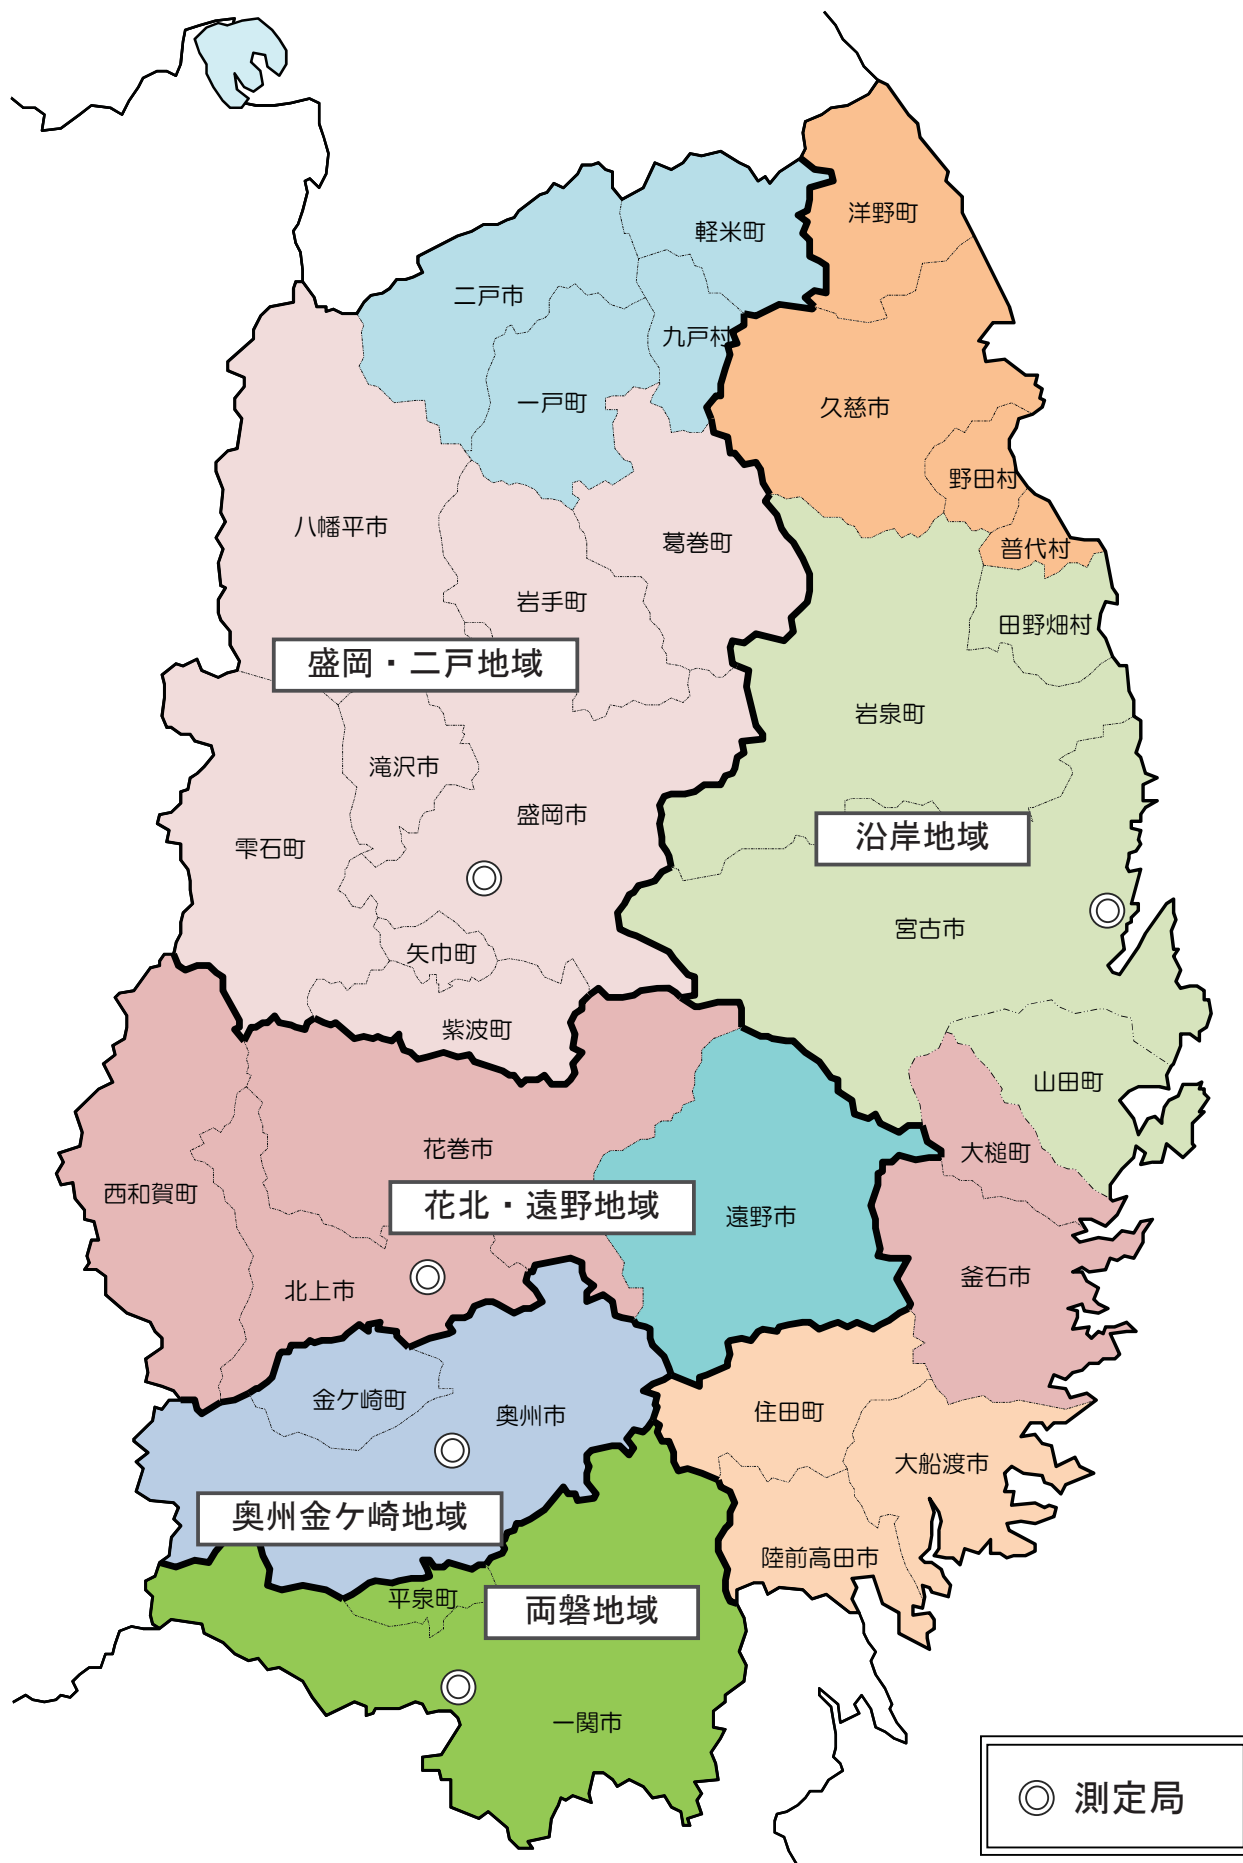 洋野町
軽米町
二戸市
九戸村
一戸町
久慈市
野田村
八幡平市
葛巻町
普代村
岩手町
田野畑村
盛岡・二戸地域
岩泉町
滝沢市
盛岡市
沿岸地域
雫石町
宮古市
矢巾町
紫波町
山田町
花巻市
大槌町
西和賀町
花北・遠野地域
遠野市
釜石市
北上市
金ケ崎町
奥州市
住田町
大船渡市
奥州金ケ崎地域
陸前高田市
平泉町
両磐地域
一関市
◎ 測定局